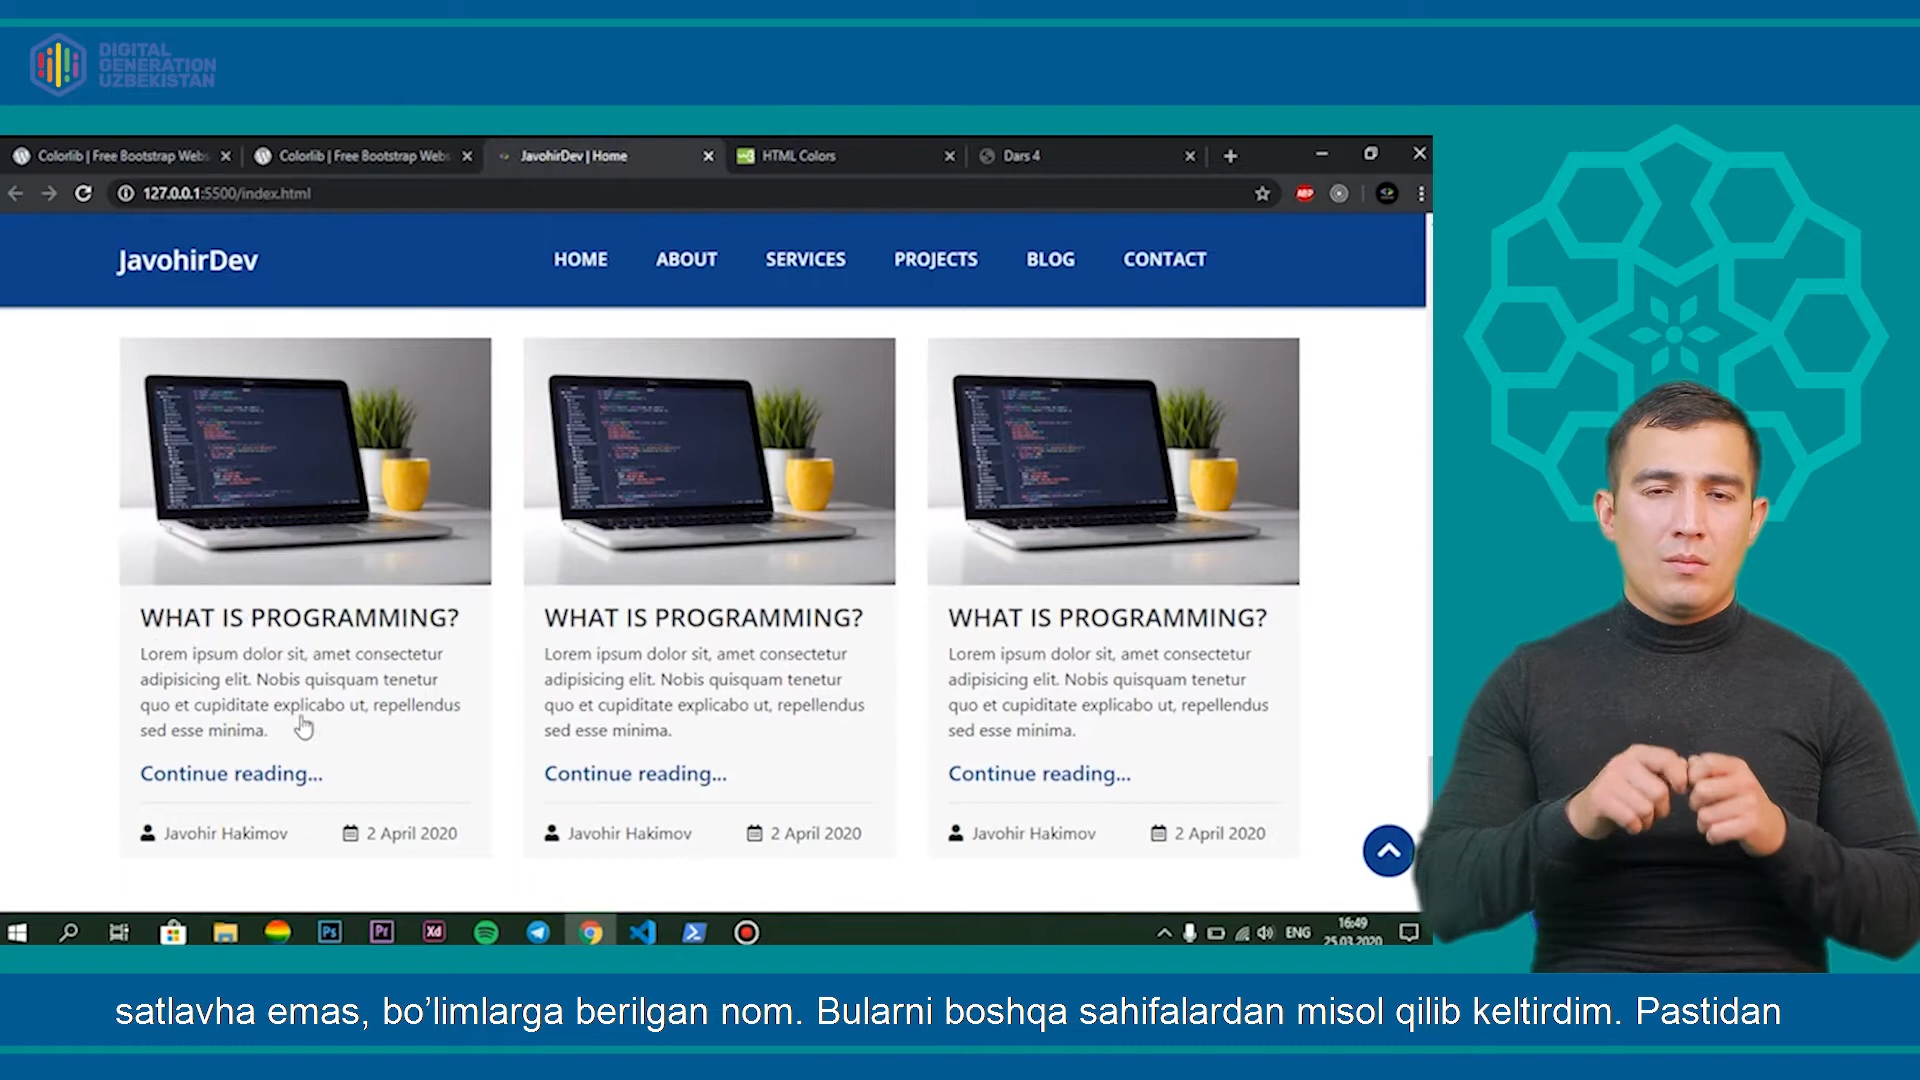 DIGITAL
GENERATION
UZBEKISTAN
Colorlib | Free Bootstrap Webs
Colorlib | Free Bootstrap Webs
JavohirDev | Home
HTML Colors
Dars 4
127.0.0.1:5500/index.html
ABP
JavohirDev
HOME ABOUT SERVICES PROJECTS BLOG CONTACT
WHAT IS PROGRAMMING?
Lorem ipsum dolor sit, amet consectetur
adipisicing elit. Nobis quisquam tenetur
quo et cupiditate explicabo ut, repellendus
sed esse minima.
Continue reading...
Javohir Hakimov 2 April 2020
WHAT IS PROGRAMMING?
Lorem ipsum dolor sit, amet consectetur
adipisicing elit. Nobis quisquam tenetur
quo et cupiditate explicabo ut, repellendus
sed esse minima.
Continue reading...
Javohir Hakimov 2 April 2020
WHAT IS PROGRAMMING?
Lorem ipsum dolor sit, amet consectetur
adipisicing elit. Nobis quisquam tenetur
quo et cupiditate explicabo ut, repellendus
sed esse minima.
Continue reading...
Javohir Hakimov 2 April 2020
Ps Pr Xd
ENG
16:49
25.03.2020
satlavha emas, bo’limlarga berilgan nom. Bularni boshqa sahifalardan misol qilib keltirdim. Pastidan